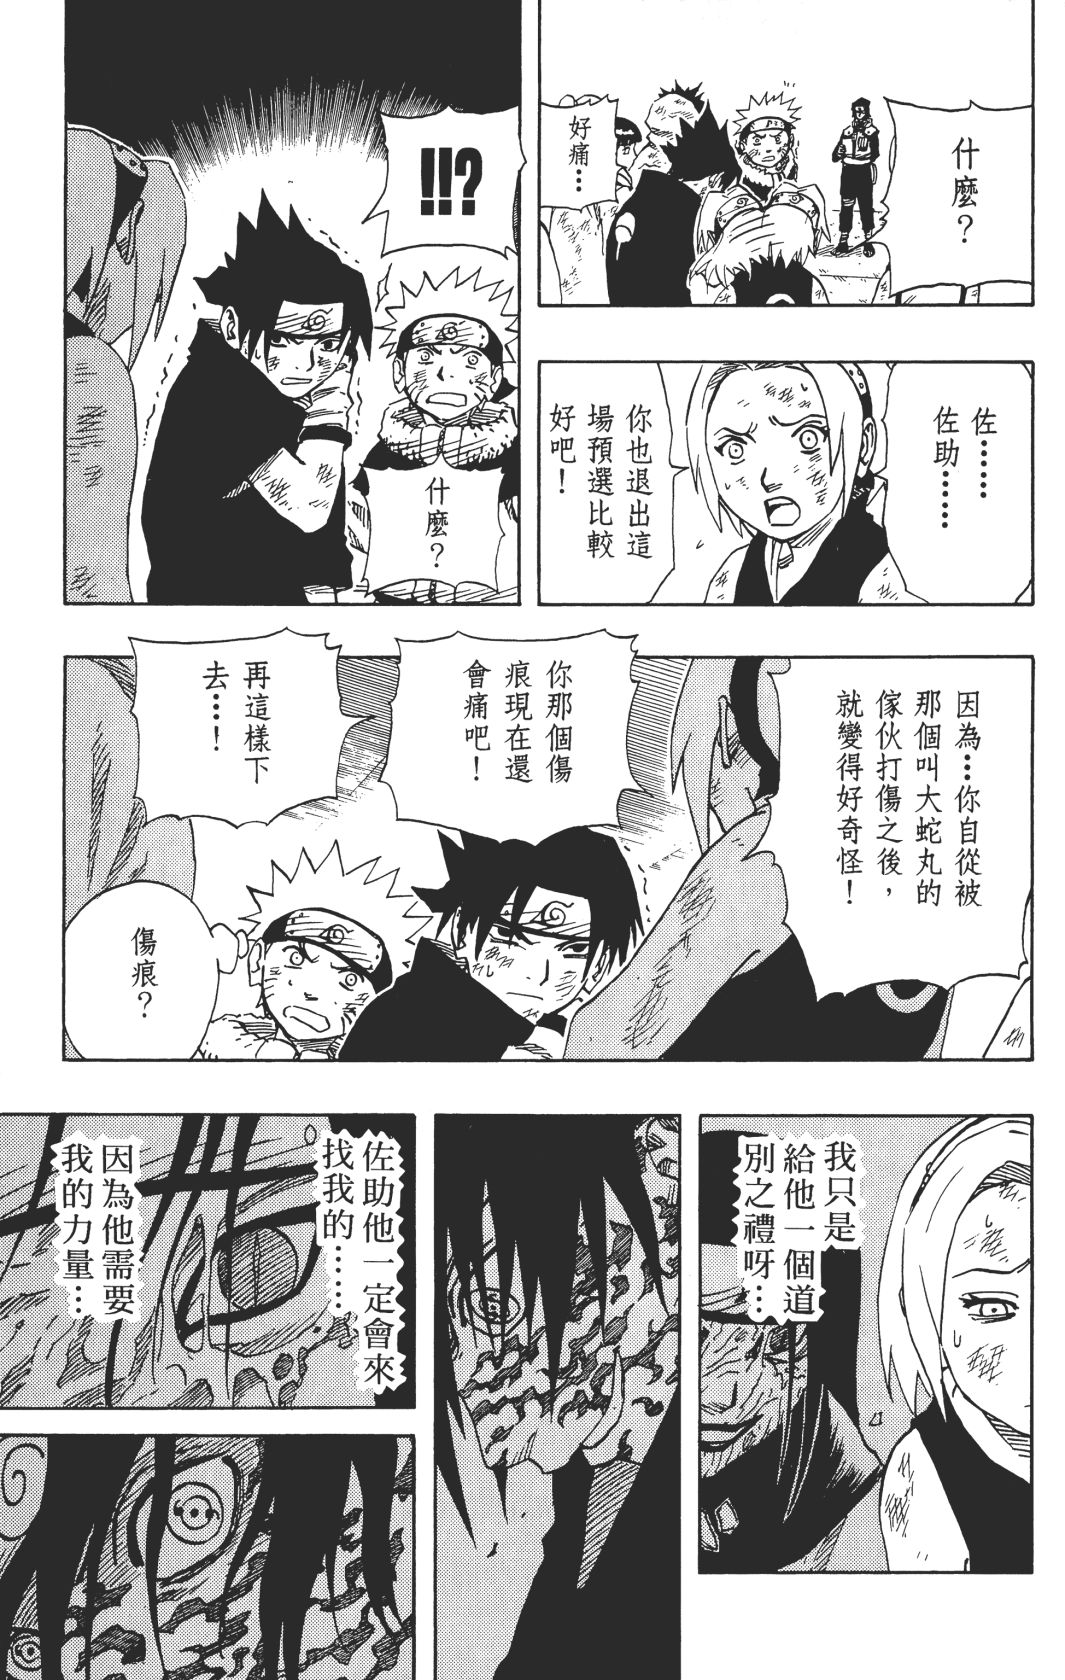 什麼？
好痛…
佐……
佐助……
你也退出這
場預選比較
好吧！
!!?
什麼？
因為…你自從被
那個叫大蛇丸的
傢伙打傷之後，
就變得好奇怪！
你那個傷
痕現在還
會痛吧！
再這樣下
去…！
傷痕？
我只是
給他一個道
別之禮呀…
佐助他一定會來
找我的……
因為他需要
我的力量…